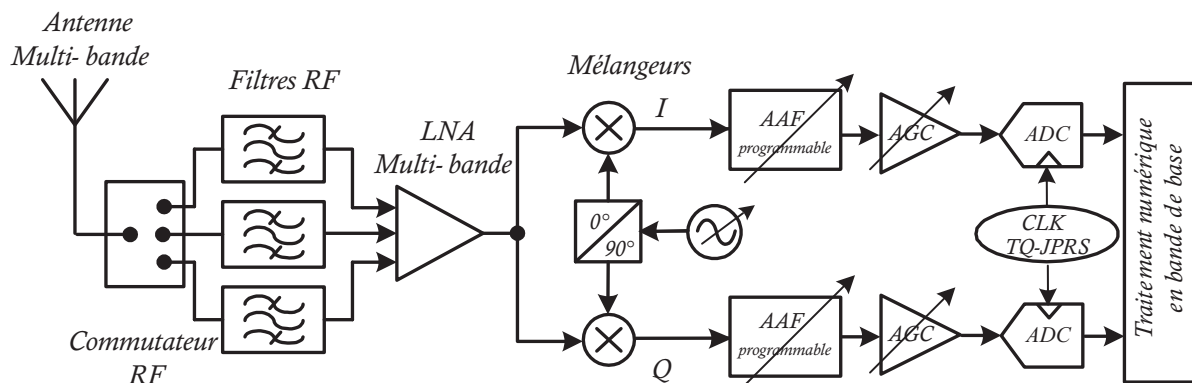 Antenne
Multi- bande
Filtres RF
LNA
Multi-bande
Commutateur
RF
Mélangeurs
I
Q
0°
90°
AAF
programmable
AGC
ADC
CLK
TQ-JPRS
AAF
programmable
AGC
ADC
Traitement numérique
en bande de base